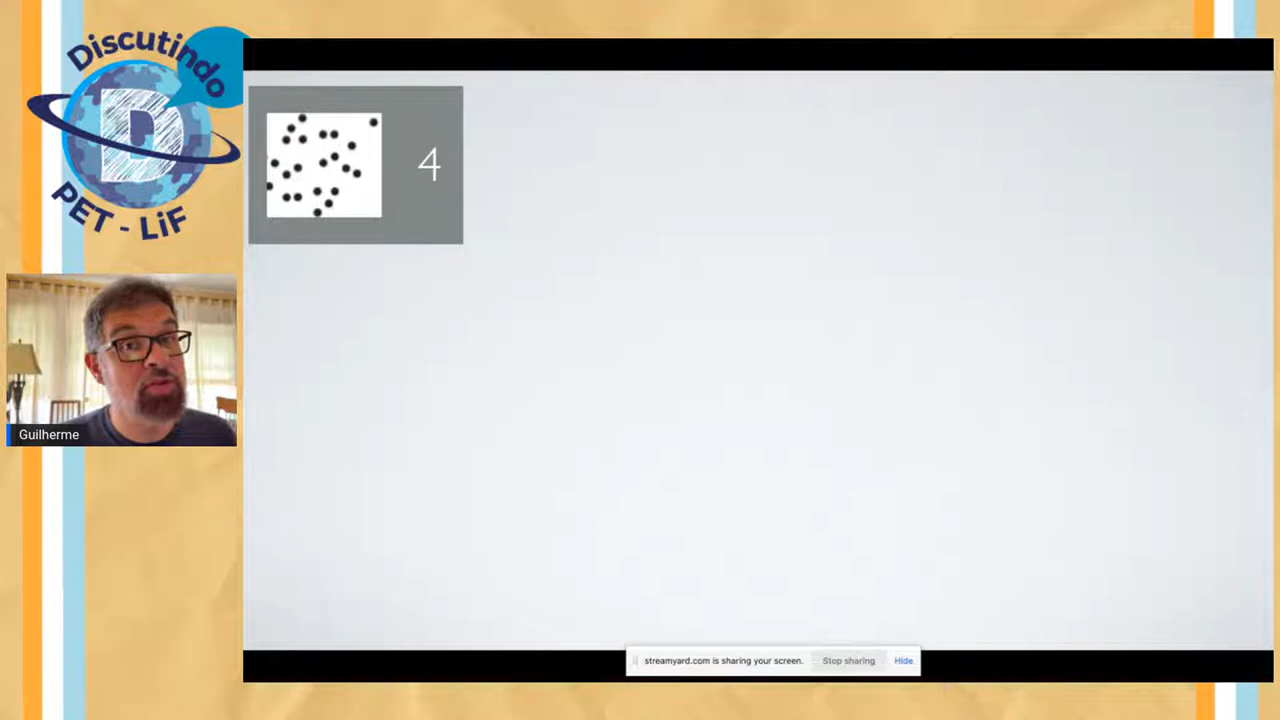 Discutindo
D
PET - LiF
4
Guilherme
streamyard.com is sharing your screen.
Stop sharing
Hide